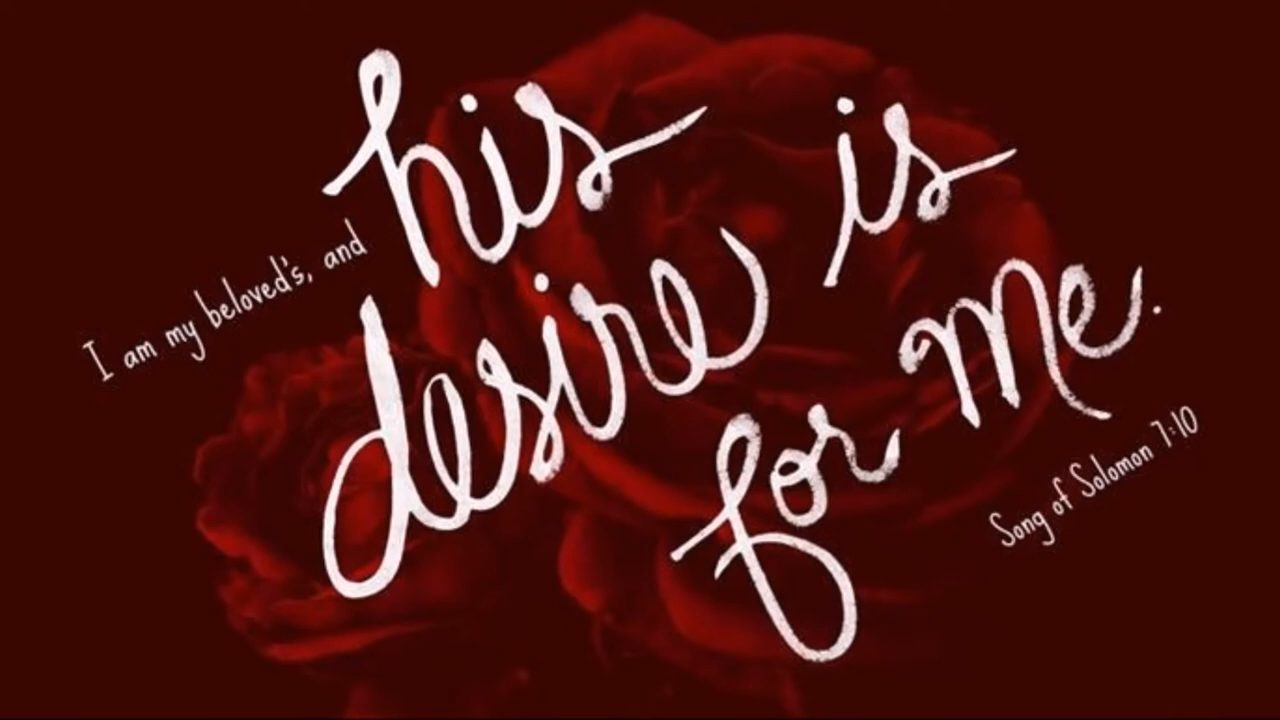 I am my beloved's, and
his
is
desire
for me.
Song of Solomon 7:10